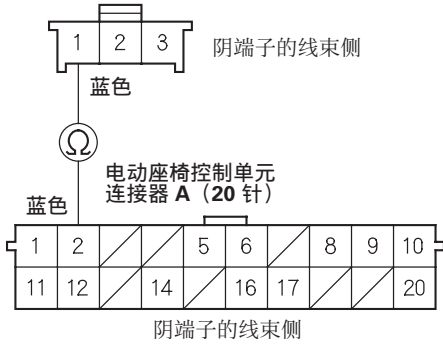 1 2 3
阴端子的线束侧
蓝色
Ω
电动座椅控制单元
连接器 A（20 针）
蓝色
1 2 5 6 8 9 10
11 12 14 16 17 20
阴端子的线束侧